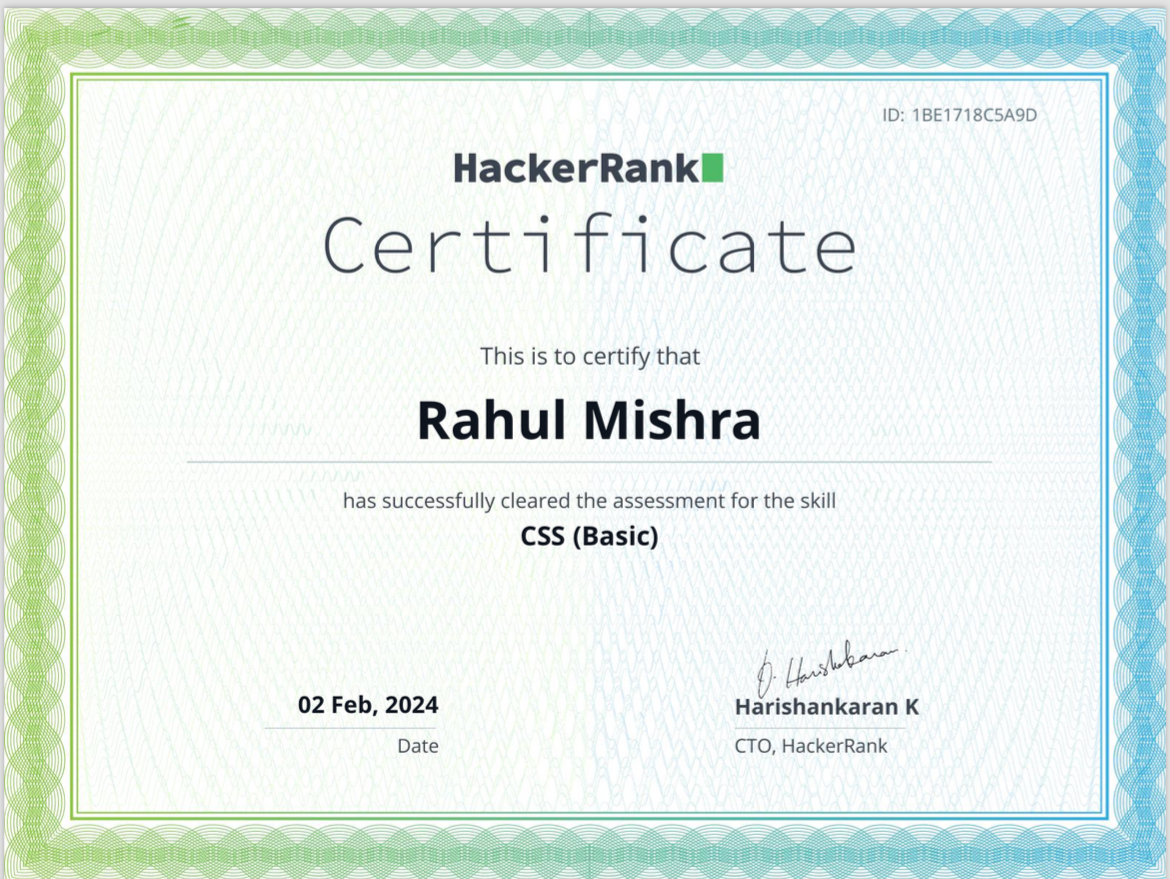 ID: 1BE1718C5A9D
HackerRank
Certificate
This is to certify that
Rahul Mishra
has successfully cleared the assessment for the skill
CSS (Basic)
02 Feb, 2024
Date
Harishankaran K
CTO, HackerRank